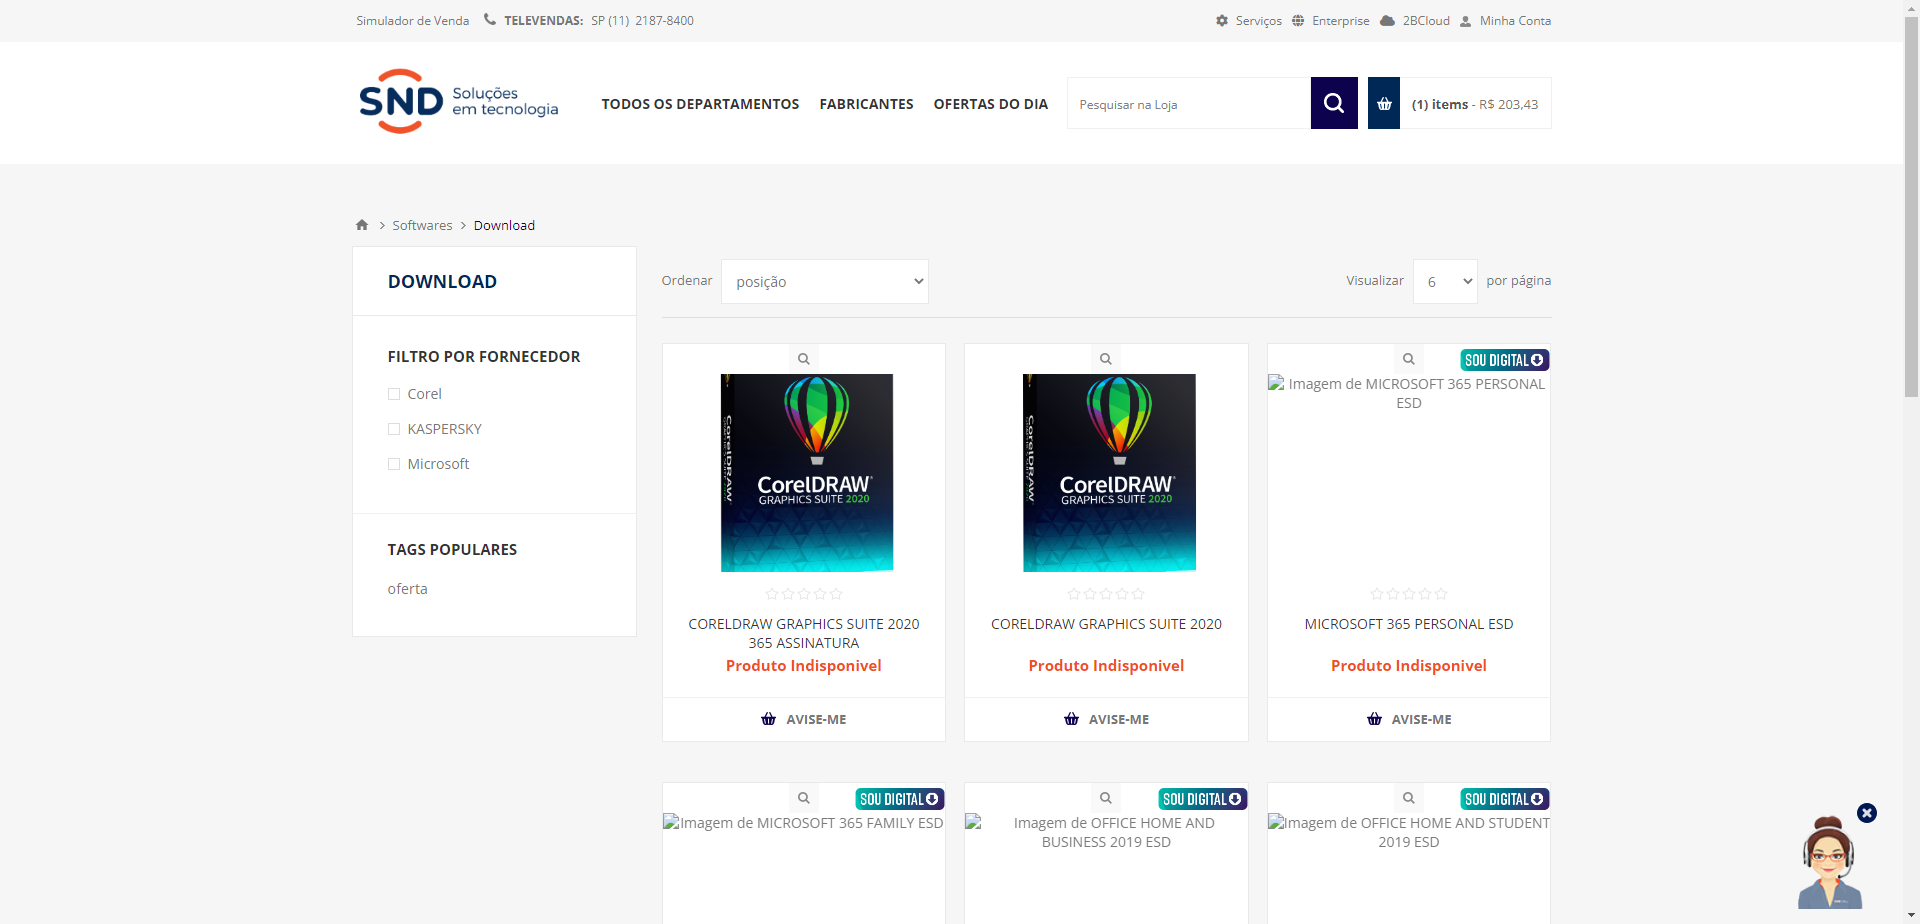 Simulador de Venda TELEVENDAS: SP (11) 2187-8400 Serviços Enterprise 2BCloud Minha Conta
SND Soluções em tecnologia
TODOS OS DEPARTAMENTOS FABRICANTES OFERTAS DO DIA Pesquisar na Loja (1) items - R$ 203,43
Softwares Download
DOWNLOAD
FILTRO POR FORNECEDOR
Corel
KASPERSKY
Microsoft
TAGS POPULARES
oferta
Ordenar posição Visualizar 6 por página
CorelDRAW
CorelDRAW
GRAPHICS SUITE 2020
CORELDRAW GRAPHICS SUITE 2020
365 ASSINATURA
Produto Indisponivel
AVISE-ME
CorelDRAW
CorelDRAW
GRAPHICS SUITE 2020
CORELDRAW GRAPHICS SUITE 2020
Produto Indisponivel
AVISE-ME
SOU DIGITAL
Imagem de MICROSOFT 365 PERSONAL
ESD
MICROSOFT 365 PERSONAL ESD
Produto Indisponivel
AVISE-ME
SOU DIGITAL
Imagem de MICROSOFT 365 FAMILY ESD
SOU DIGITAL
Imagem de OFFICE HOME AND
BUSINESS 2019 ESD
SOU DIGITAL
Imagem de OFFICE HOME AND STUDENT
2019 ESD